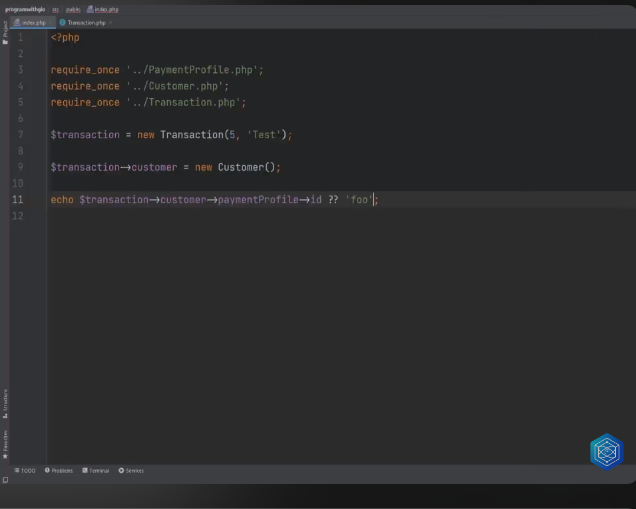 programwithgio src public index.php
index.php Transaction.php
Project
1 <?php
2
3 require_once '../PaymentProfile.php';
4 require_once '../Customer.php';
5 require_once '../Transaction.php';
6
7 $transaction = new Transaction(5, 'Test');
8
9 $transaction→customer = new Customer();
10
11 echo $transaction→customer→paymentProfile→id ?? 'foo';
12
Structure
Favorites
TODO Problems Terminal Services